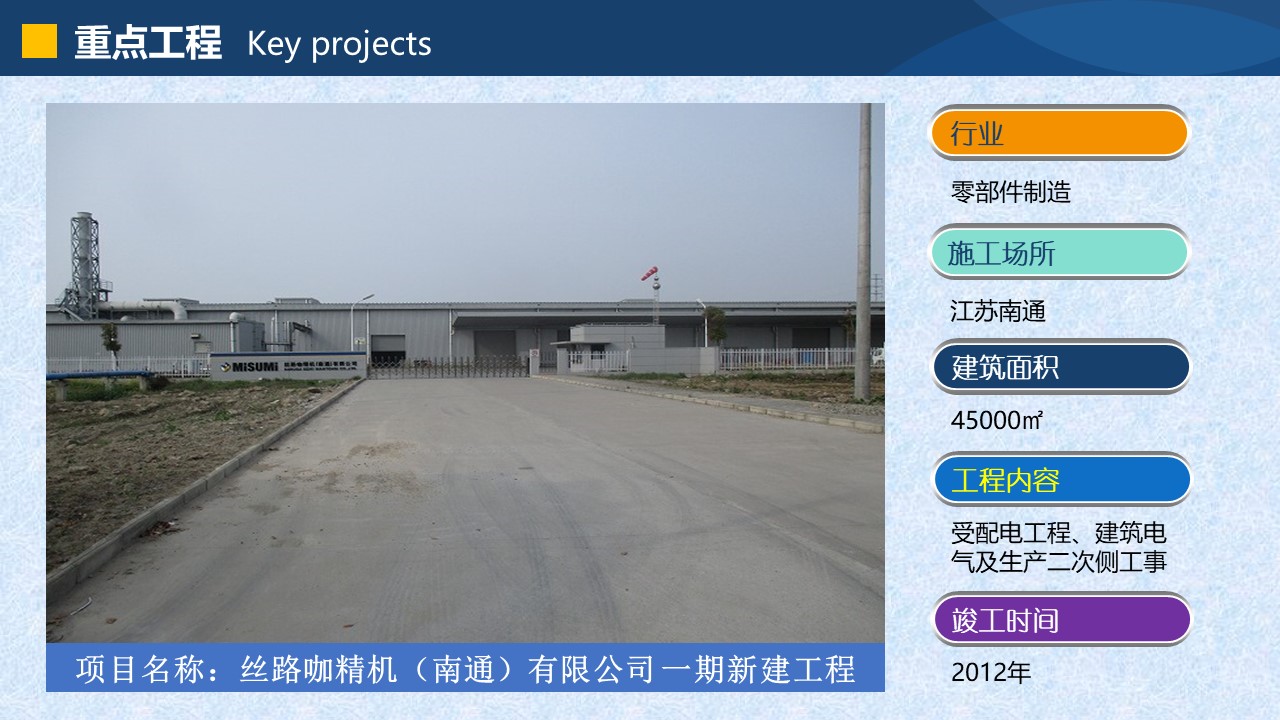 重点工程 Key projects
行业
零部件制造
施工场所
江苏南通
建筑面积
45000㎡
工程内容
受配电工程、建筑电
气及生产二次侧工事
竣工时间
2012年
MiSUMi
项目名称：丝路咖精机（南通）有限公司一期新建工程